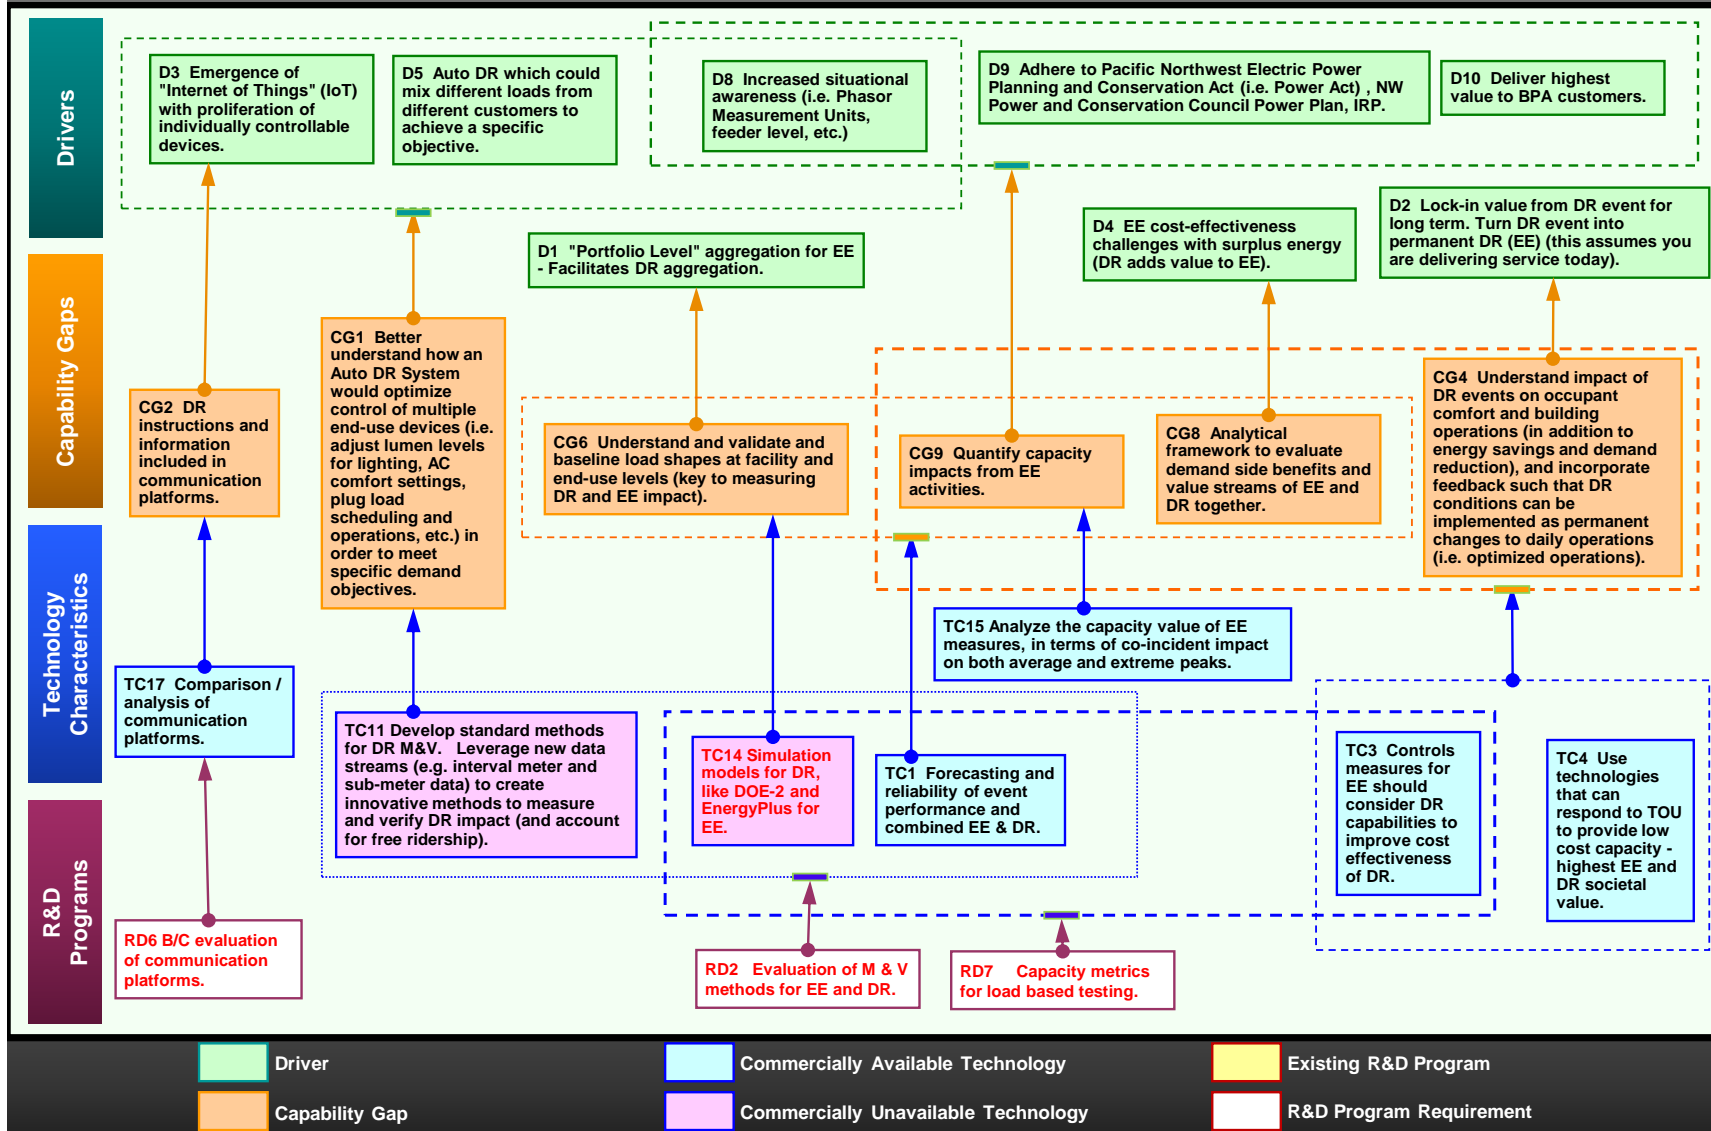 Drivers
D3 Emergence of
"Internet of Things" (IoT)
with proliferation of
individually controllable
devices.
D5 Auto DR which could
mix different loads from
different customers to
achieve a specific
objective.
D8 Increased situational
awareness (i.e. Phasor
Measurement Units,
feeder level, etc.)
D9 Adhere to Pacific Northwest Electric Power
Planning and Conservation Act (i.e. Power Act) , NW
Power and Conservation Council Power Plan, IRP.
D10 Deliver highest
value to BPA customers.
D1 "Portfolio Level" aggregation for EE
- Facilitates DR aggregation.
D4 EE cost-effectiveness
challenges with surplus energy
(DR adds value to EE).
D2 Lock-in value from DR event for
long term. Turn DR event into
permanent DR (EE) (this assumes you
are delivering service today).
Capability Gaps
CG2 DR
instructions and
information
included in
communication
platforms.
CG1 Better
understand how an
Auto DR System
would optimize
control of multiple
end-use devices (i.e.
adjust lumen levels
for lighting, AC
comfort settings,
plug load
scheduling and
operations, etc.) in
order to meet
specific demand
objectives.
CG6 Understand and validate and
baseline load shapes at facility and
end-use levels (key to measuring
DR and EE impact).
CG9 Quantify capacity
impacts from EE
activities.
CG8 Analytical
framework to evaluate
demand side benefits and
value streams of EE and
DR together.
CG4 Understand impact of
DR events on occupant
comfort and building
operations (in addition to
energy savings and demand
reduction), and incorporate
feedback such that DR
conditions can be
implemented as permanent
changes to daily operations
(i.e. optimized operations).
Technology
Characteristics
TC17 Comparison /
analysis of
communication
platforms.
TC11 Develop standard methods
for DR M&V. Leverage new data
streams (e.g. interval meter and
sub-meter data) to create
innovative methods to measure
and verify DR impact (and account
for free ridership).
TC14 Simulation
models for DR,
like DOE-2 and
EnergyPlus for
EE.
TC1 Forecasting and
reliability of event
performance and
combined EE & DR.
TC15 Analyze the capacity value of EE
measures, in terms of co-incident impact
on both average and extreme peaks.
TC3 Controls
measures for
EE should
consider DR
capabilities to
improve cost
effectiveness
of DR.
TC4 Use
technologies
that can
respond to TOU
to provide low
cost capacity -
highest EE and
DR societal
value.
R&D
Programs
RD6 B/C evaluation
of communication
platforms.
RD2 Evaluation of M & V
methods for EE and DR.
RD7 Capacity metrics
for load based testing.
Driver
Commercially Available Technology
Existing R&D Program
Capability Gap
Commercially Unavailable Technology
R&D Program Requirement